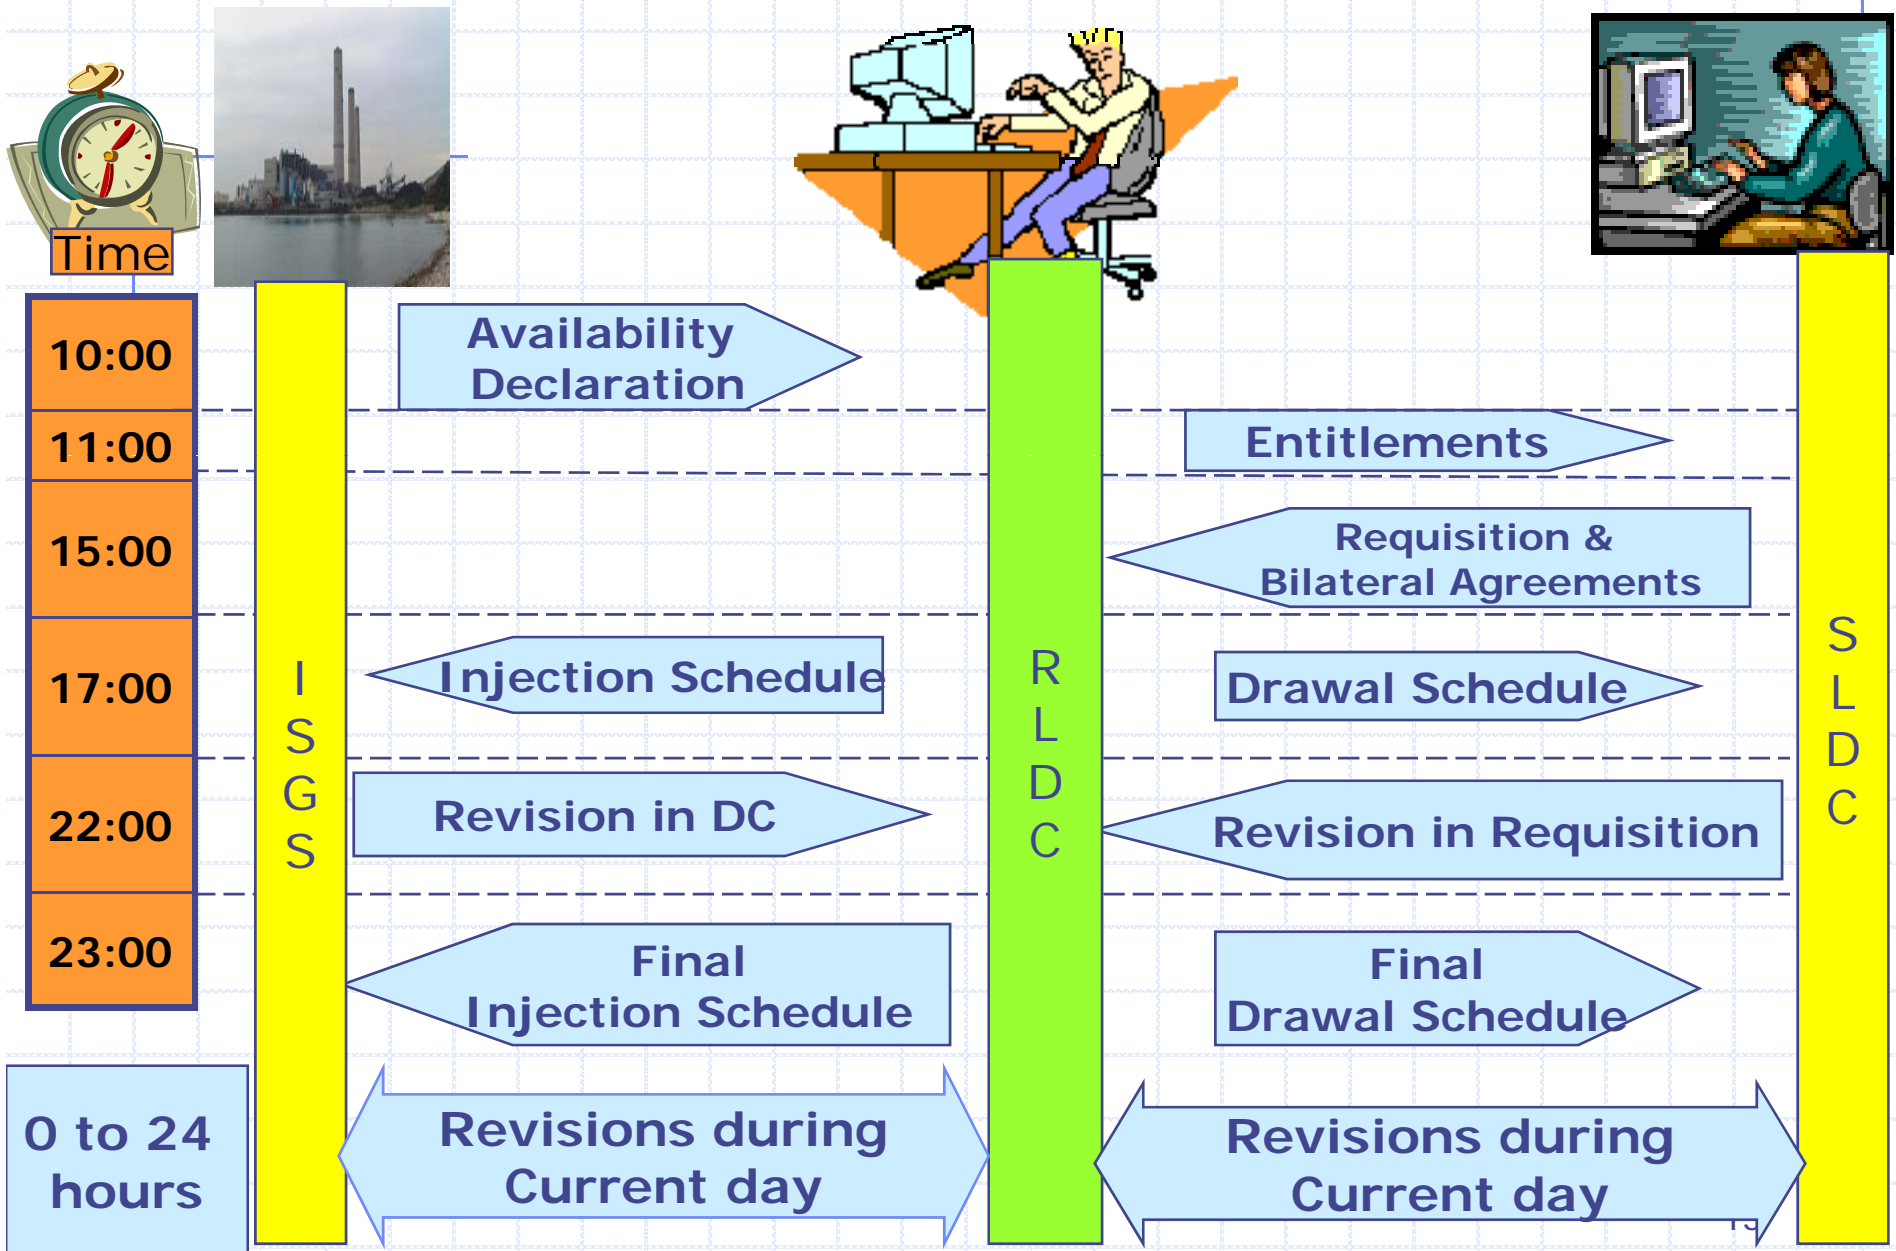 Time
10:00
Availability
Declaration
11:00
Entitlements
15:00
Requisition &
Bilateral Agreements
17:00
Injection Schedule
Drawal Schedule
I
S
G
S
R
L
D
C
S
L
D
C
22:00
Revision in DC
Revision in Requisition
23:00
Final
Injection Schedule
Final
Drawal Schedule
0 to 24
hours
Revisions during
Current day
Revisions during
Current day